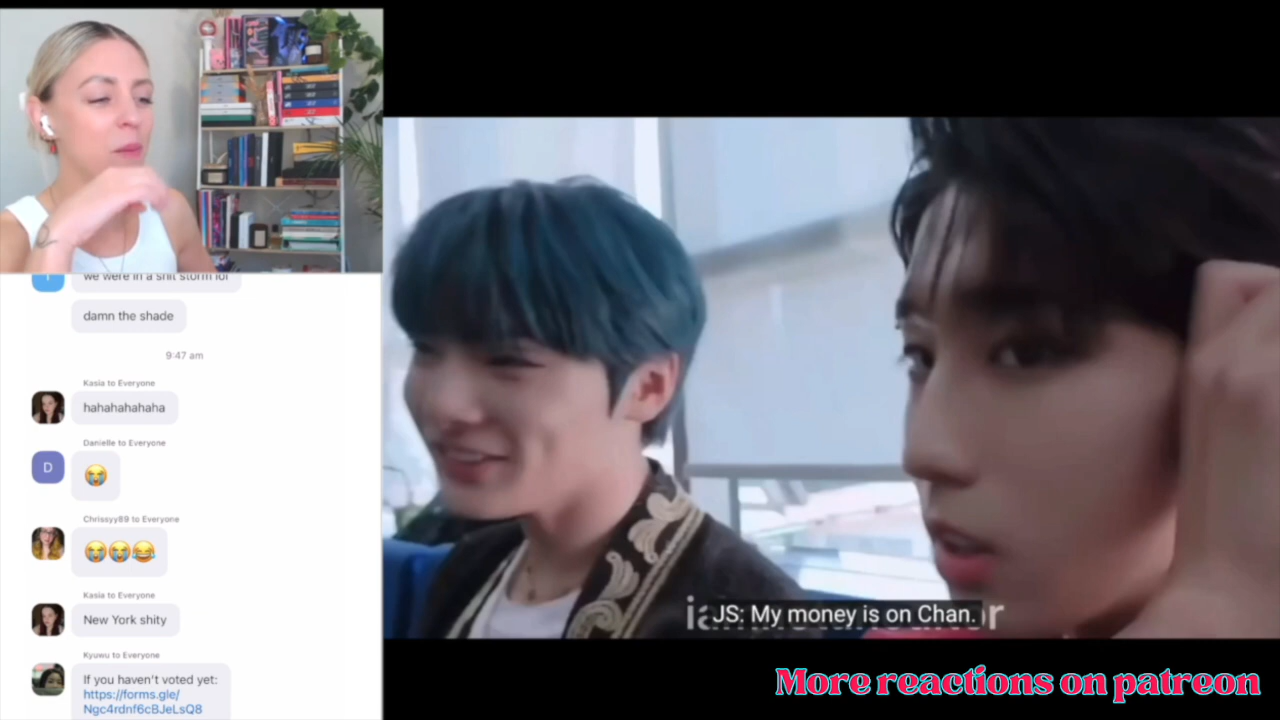 we were in a shit storm lol
damn the shade
9:47 am
Kasia to Everyone
hahahahahaha
Danielle to Everyone
D
Chrissyy89 to Everyone
Kasia to Everyone
New York shity
Kyuwu to Everyone
If you haven't voted yet:
https://forms.gle/
Ngc4rdnf6cBJeLsQ8
JS: My money is on Chan.
More reactions on patreon